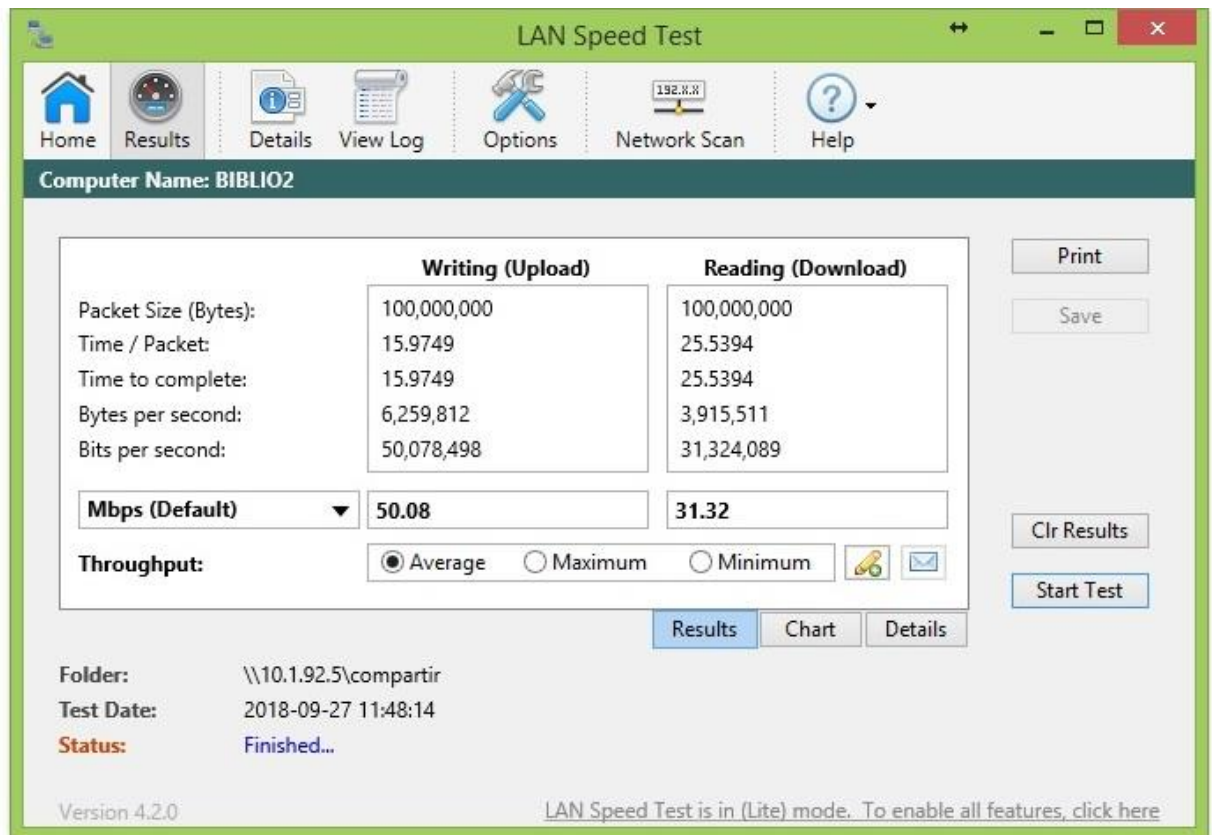 LAN Speed Test
Home Results Details View Log Options 192.X.X Network Scan Help
Computer Name: BIBLIO2
Writing (Upload) Reading (Download)
Packet Size (Bytes): 100,000,000 100,000,000
Time / Packet: 15.9749 25.5394
Time to complete: 15.9749 25.5394
Bytes per second: 6,259,812 3,915,511
Bits per second: 50,078,498 31,324,089
Mbps (Default) 50.08 31.32
Throughput: Average Maximum Minimum
Print
Save
Clr Results
Start Test
Results Chart Details
Folder: \\10.1.92.5\compartir
Test Date: 2018-09-27 11:48:14
Status: Finished...
Version 4.2.0 LAN Speed Test is in (Lite) mode. To enable all features, click here